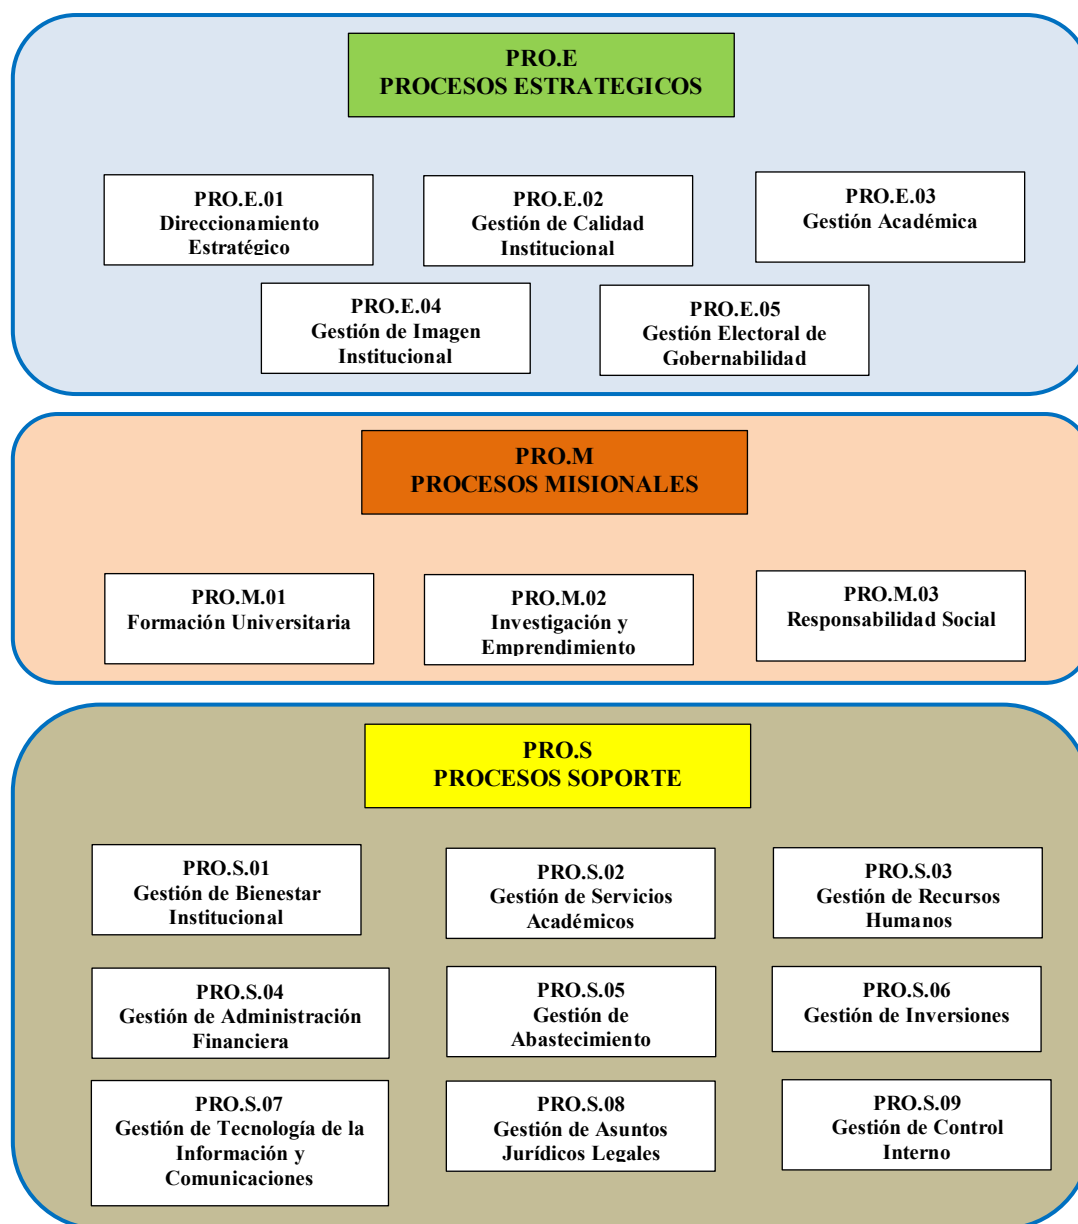 PRO.E
PROCESOS ESTRATEGICOS
PRO.E.01
Direccionamiento
Estratégico
PRO.E.02
Gestión de Calidad
Institucional
PRO.E.03
Gestión Académica
PRO.E.04
Gestión de Imagen
Institucional
PRO.E.05
Gestión Electoral de
Gobernabilidad
PRO.M
PROCESOS MISIONALES
PRO.M.01
Formación Universitaria
PRO.M.02
Investigación y
Emprendimiento
PRO.M.03
Responsabilidad Social
PRO.S
PROCESOS SOPORTE
PRO.S.01
Gestión de Bienestar
Institucional
PRO.S.02
Gestión de Servicios
Académicos
PRO.S.03
Gestión de Recursos
Humanos
PRO.S.04
Gestión de Administración
Financiera
PRO.S.05
Gestión de
Abastecimiento
PRO.S.06
Gestión de Inversiones
PRO.S.07
Gestión de Tecnología de la
Información y
Comunicaciones
PRO.S.08
Gestión de Asuntos
Jurídicos Legales
PRO.S.09
Gestión de Control
Interno